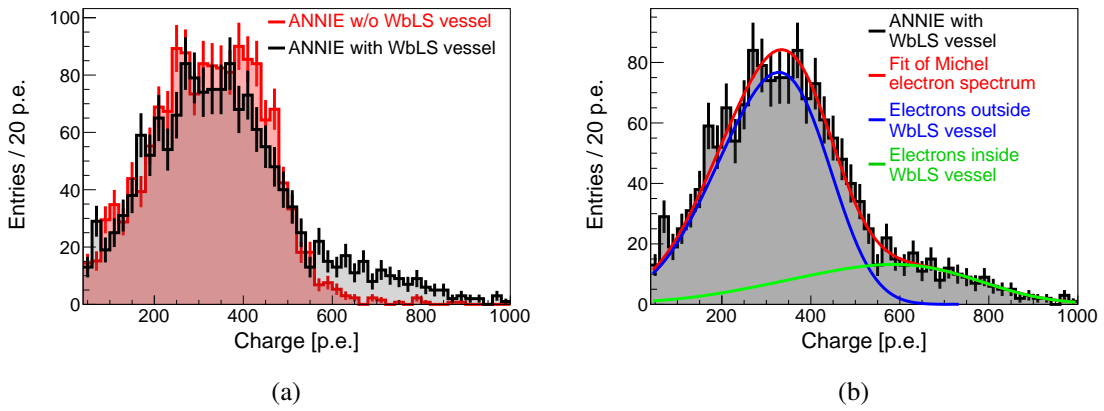 ANNIE w/o WbLS vessel
ANNIE with WbLS vessel
Entries / 20 p.e.
100
80
60
40
20
0
200 400 600 800 1000
Charge [p.e.]
(a)
ANNIE with
WbLS vessel
Fit of Michel
electron spectrum
Electrons outside
WbLS vessel
Electrons inside
WbLS vessel
Entries / 20 p.e.
80
60
40
20
0
200 400 600 800 1000
Charge [p.e.]
(b)